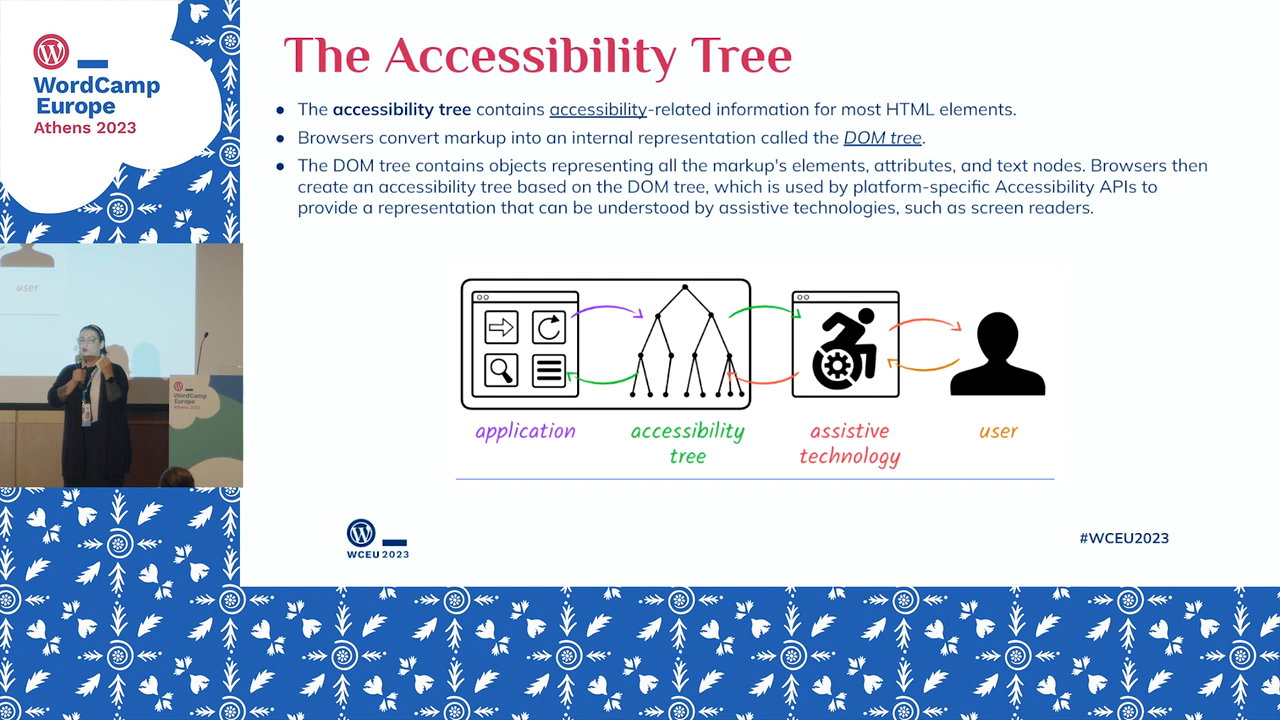 WordCamp
Europe
Athens 2023
The Accessibility Tree
● The accessibility tree contains accessibility-related information for most HTML elements.
● Browsers convert markup into an internal representation called the DOM tree.
● The DOM tree contains objects representing all the markup's elements, attributes, and text nodes. Browsers then
create an accessibility tree based on the DOM tree, which is used by platform-specific Accessibility APIs to
provide a representation that can be understood by assistive technologies, such as screen readers.
user
WordCamp
Europe
Athens 2023
application
accessibility
tree
assistive
technology
user
WCEU 2023
#WCEU2023